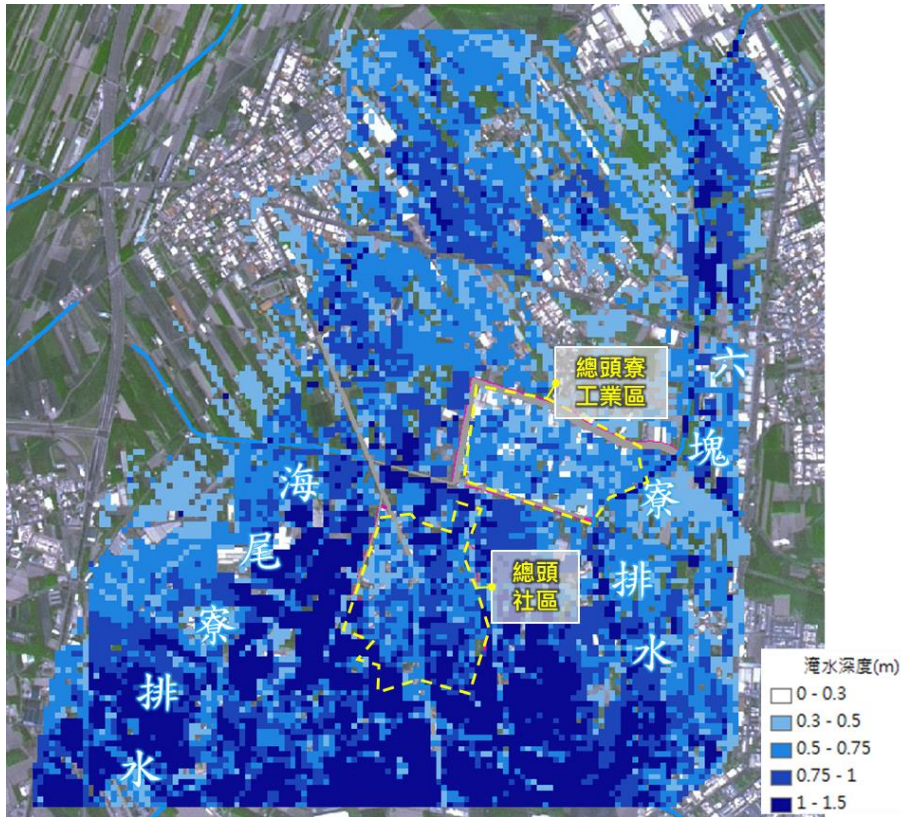 總頭寮
工業區
六塊寮排水
海尾寮排水
總頭
社區
淹水深度(m)
0 - 0.3
0.3 - 0.5
0.5 - 0.75
0.75 - 1
1 - 1.5